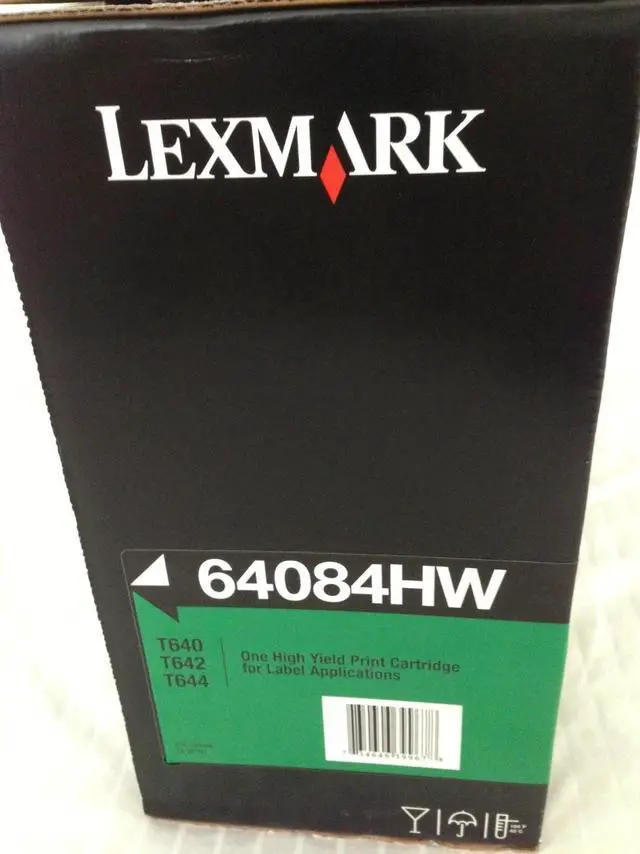 LEXMARK
64084HW
T640
T642
T644
One High Yield Print Cartridge
for Label Applications